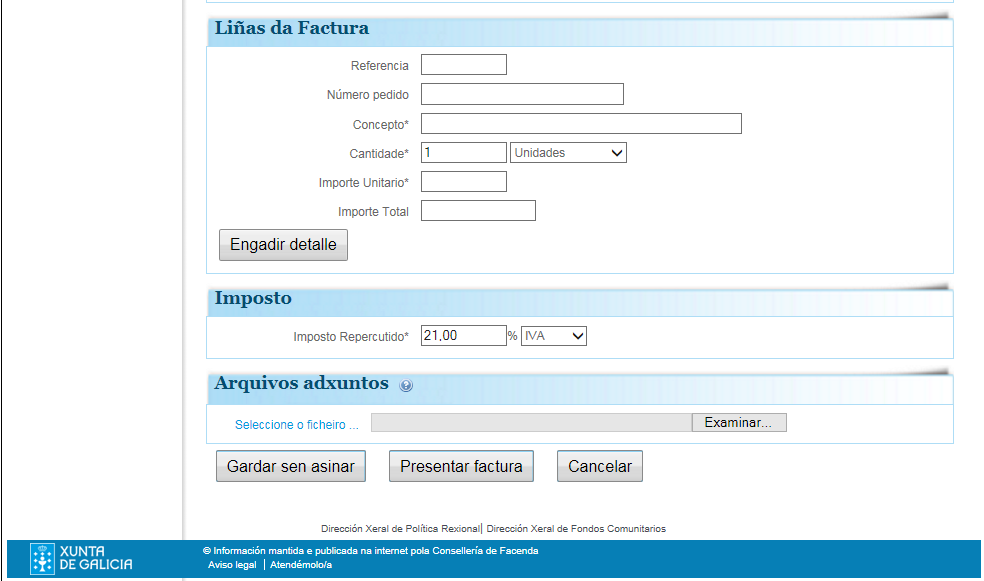 Liñas da Factura
Referencia
Número pedido
Concepto*
Cantidade* 1 Unidades
Importe Unitario*
Importe Total
Engadir detalle
Imposto
Imposto Repercutido* 21,00 % IVA
Arquivos adxuntos ?
Seleccione o ficheiro ... Examinar...
Gardar sen asinar Presentar factura Cancelar
Dirección Xeral de Política Rexional| Dirección Xeral de Fondos Comunitarios
XUNTA
DE GALICIA
© Información mantida e publicada na internet pola Consellería de Facenda
Aviso legal | Atendémolo/a